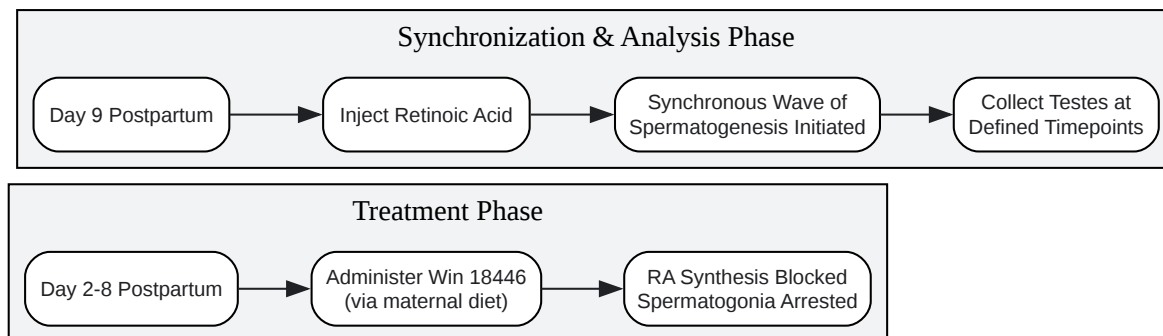 Synchronization & Analysis Phase
Day 9 Postpartum
Inject Retinoic Acid
Synchronous Wave of
Spermatogenesis Initiated
Collect Testes at
Defined Timepoints
Treatment Phase
Day 2-8 Postpartum
Administer Win 18446
(via maternal diet)
RA Synthesis Blocked
Spermatogonia Arrested